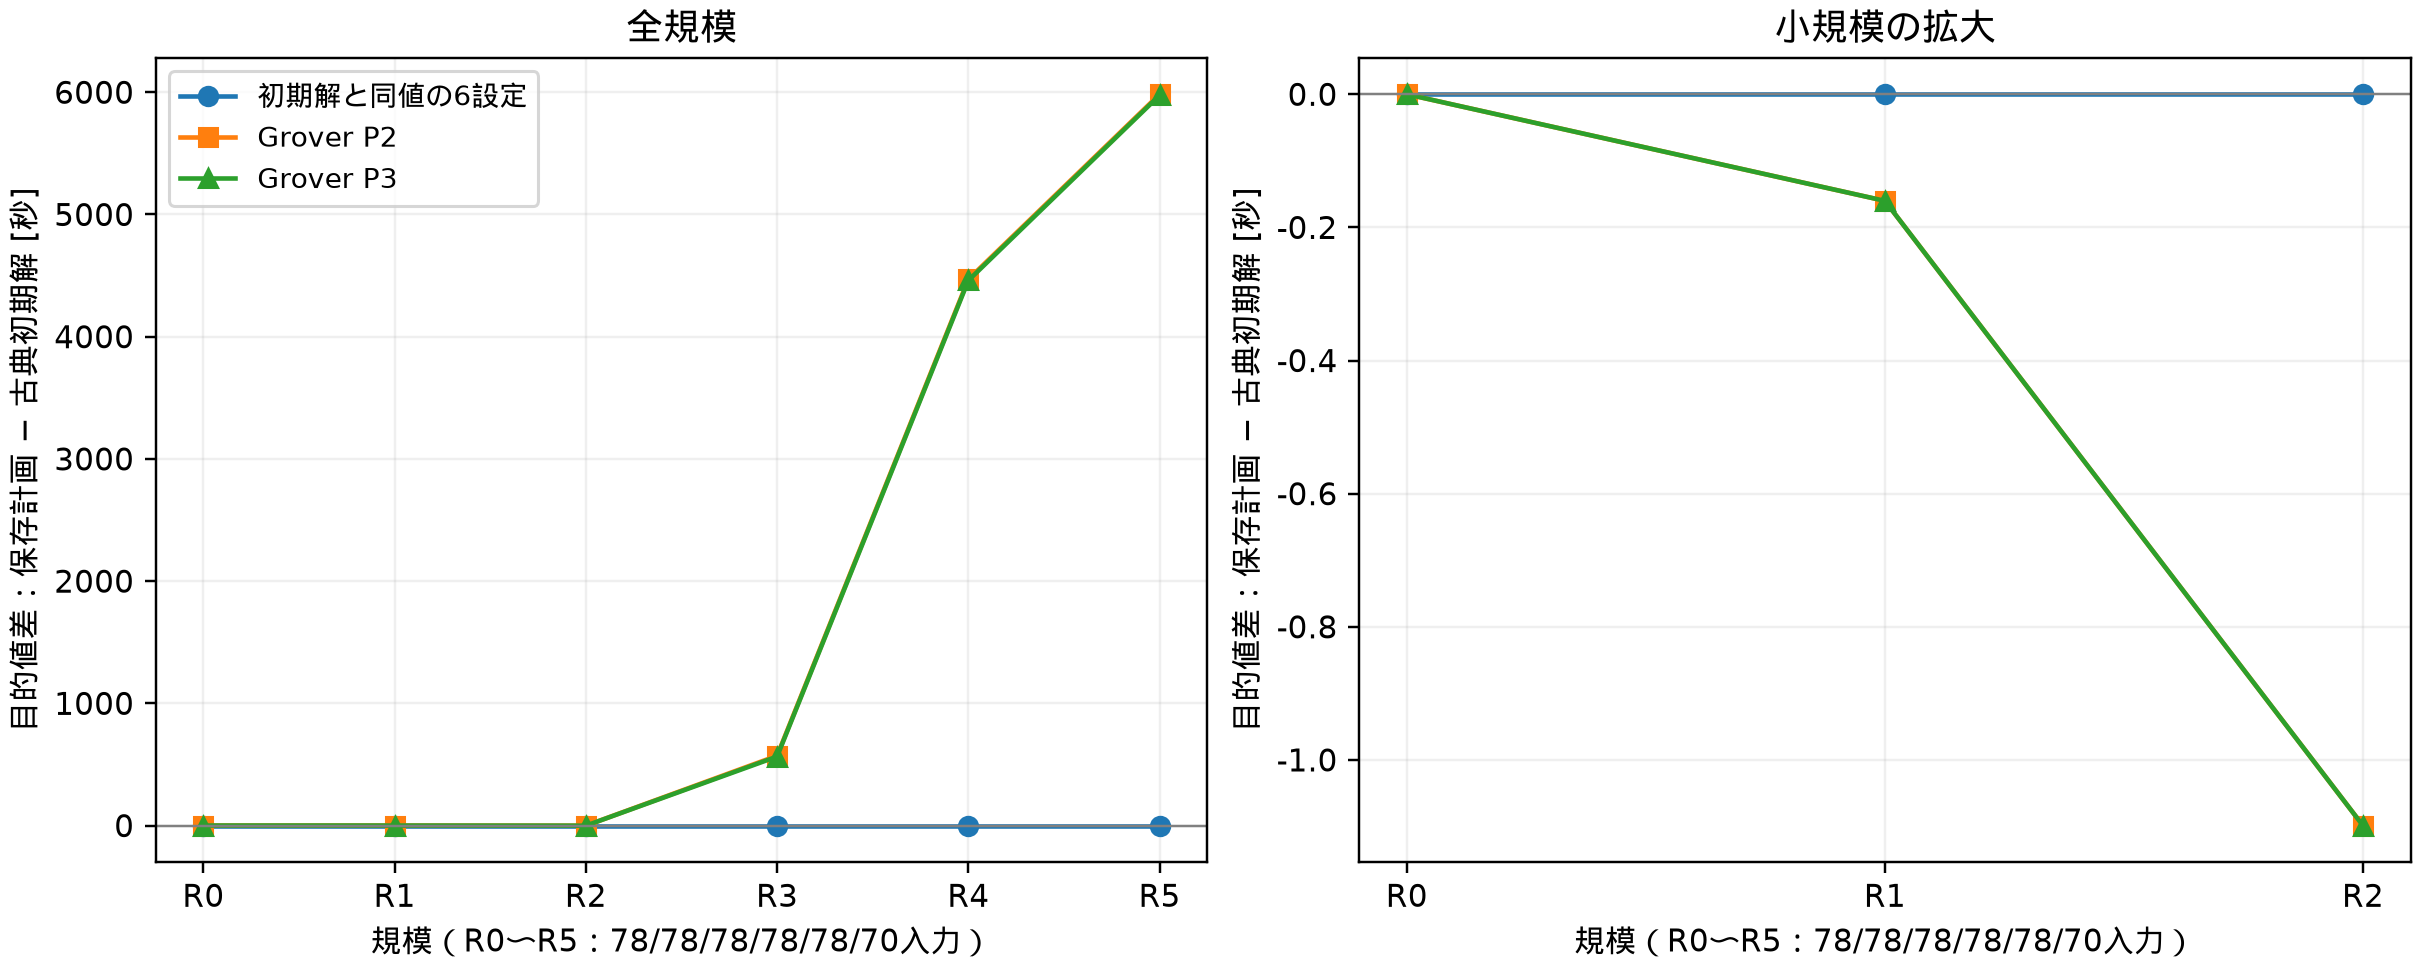 全規模
目的値差：保存計画 − 古典初期解 [秒]
6000
5000
4000
3000
2000
1000
0
初期解と同値の6設定
Grover P2
Grover P3
R0
R1
R2
R3
R4
R5
規模（R0〜R5：78/78/78/78/78/70入力）
小規模の拡大
目的値差：保存計画 − 古典初期解 [秒]
0.0
-0.2
-0.4
-0.6
-0.8
-1.0
R0
R1
R2
規模（R0〜R5：78/78/78/78/78/70入力）